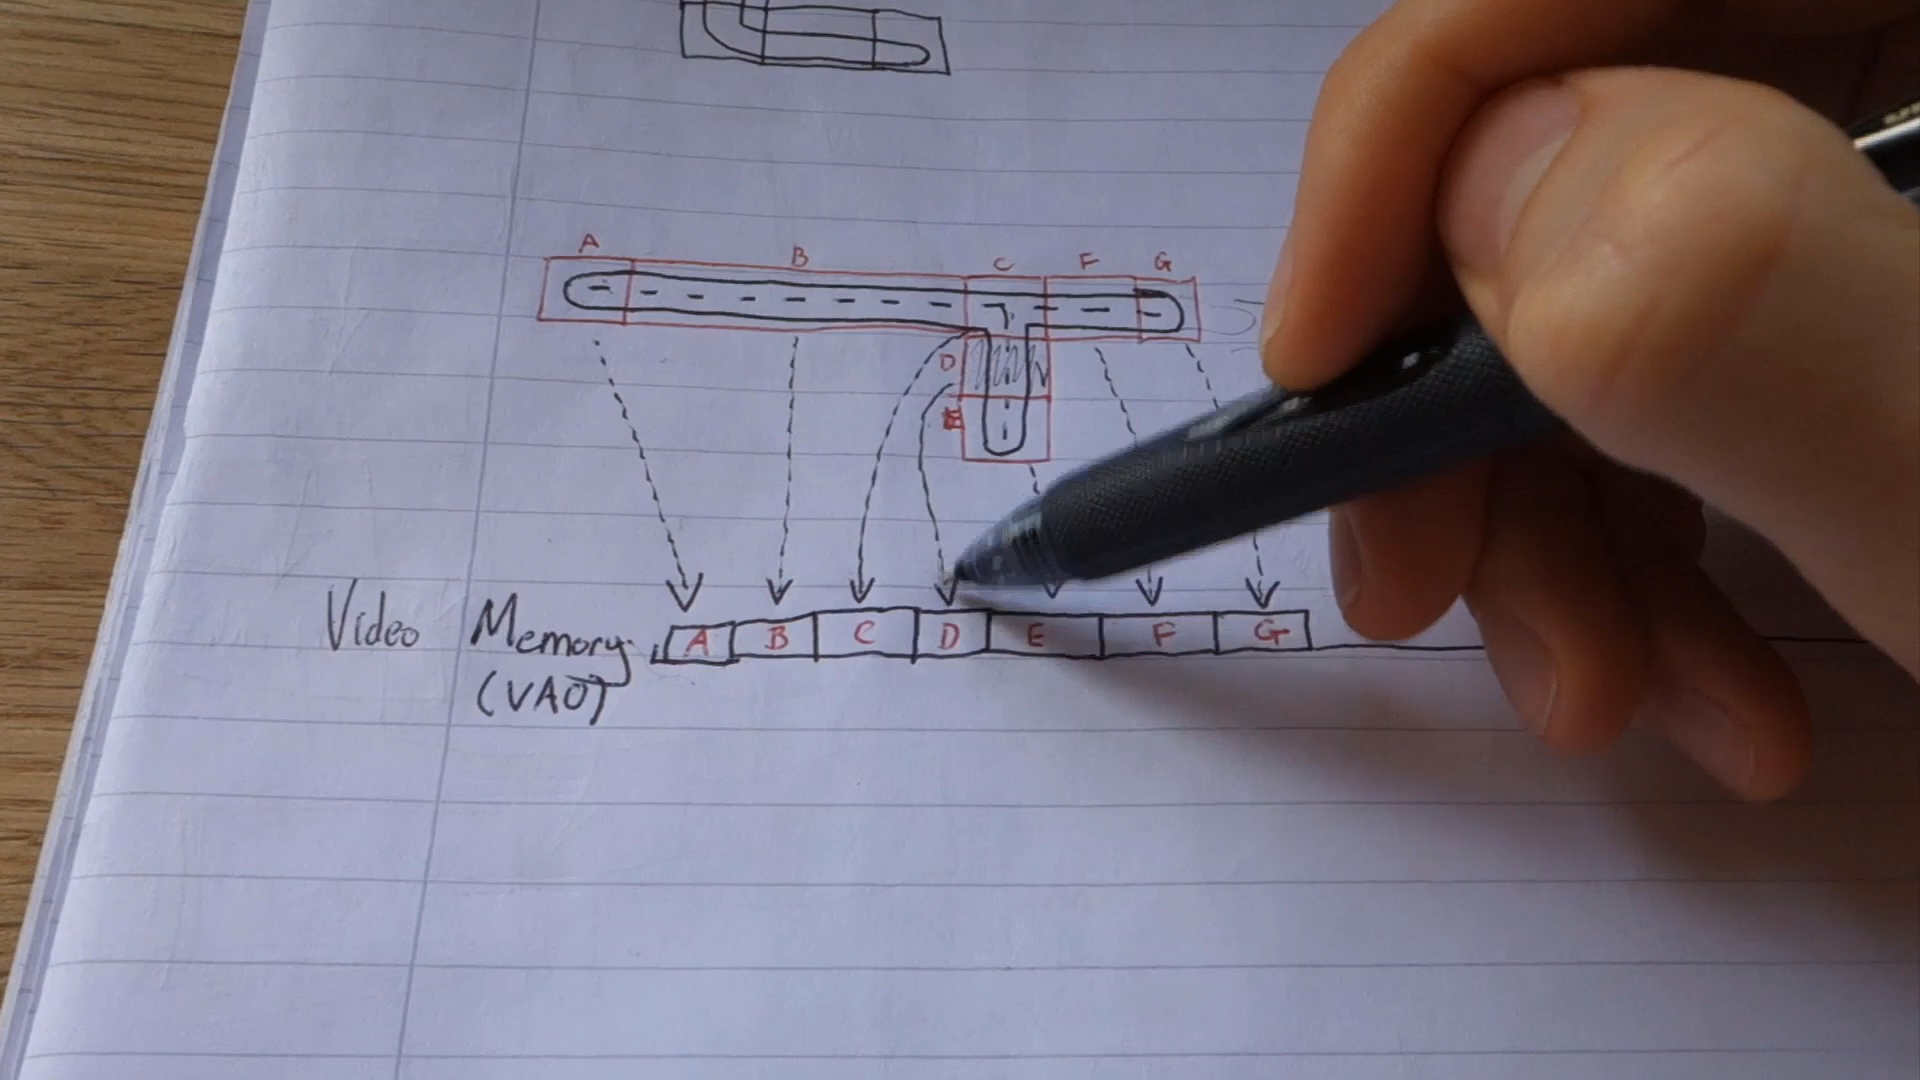 A B C F G
D
E
Video Memory
(VAO)
A B C D E F G